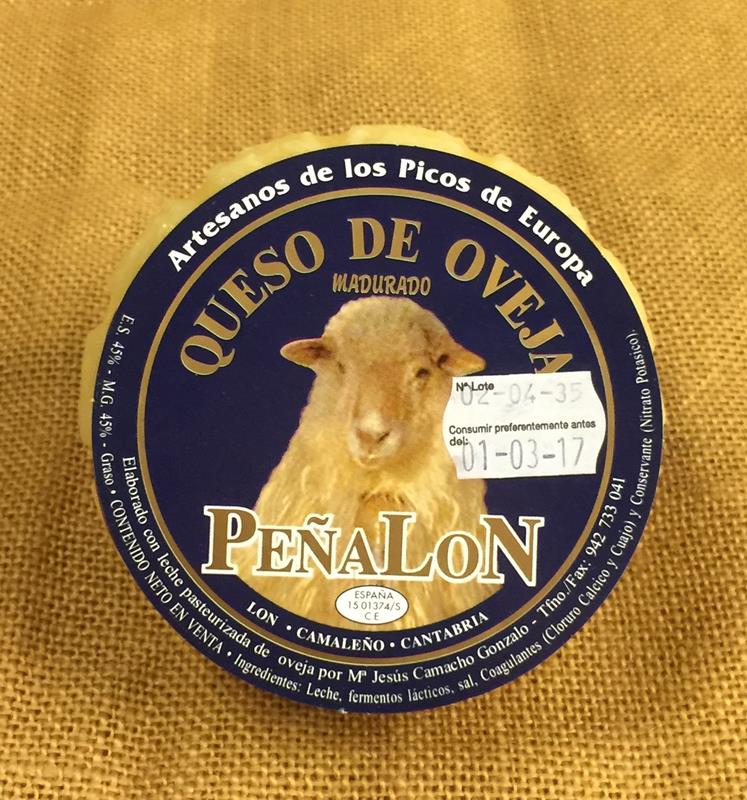 Artesanos de los Picos de Europa
QUESO DE OVEJA
MADURADO
Nº Lote
02-04-35
Consumir preferentemente antes
del:
01-03-17
PEÑALON
ESPAÑA
15 01374/S
C E
LON • CAMALEÑO • CANTABRIA
Elaborado con leche pasteurizada de oveja por Mª Jesús Camacho Gonzalo - Tfno./Fax: 942 733 041
E.S. 45% - M.G. 45% - Graso • CONTENIDO NETO EN VENTA • Ingredientes: Leche, fermentos lácticos, sal, Coagulantes (Cloruro Calcico y Cuajo) y Conservante (Nitrato Potasico).